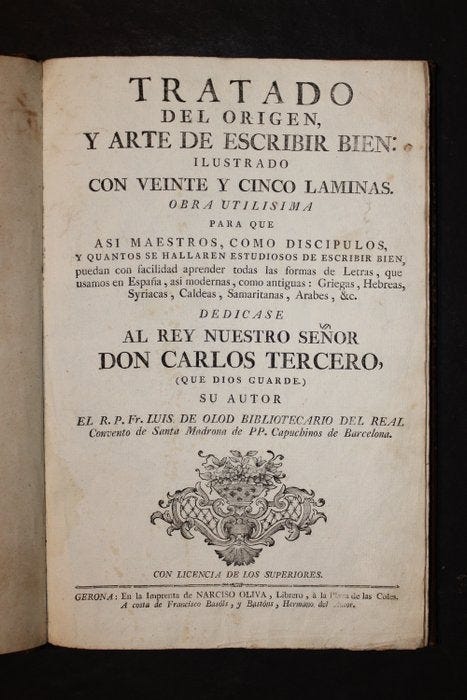 TRATADO
DEL ORIGEN,
Y ARTE DE ESCRIBIR BIEN:
ILUSTRADO
CON VEINTE Y CINCO LAMINAS.
OBRA UTILISIMA
PARA QUE
ASI MAESTROS, COMO DISCIPULOS,
Y QUANTOS SE HALLAREN ESTUDIOSOS DE ESCRIBIR BIEN,
puedan con facilidad aprender todas las formas de Letras, que
usamos en España, asi modernas, como antiguas: Griegas, Hebreas,
Syriacas, Caldeas, Samaritanas, Arabes, &c.
DEDICASE
AL REY NUESTRO SEÑOR
DON CARLOS TERCERO,
(QUE DIOS GUARDE.)
SU AUTOR
EL R. P. Fr. LUIS DE OLOD BIBLIOTECARIO DEL REAL
Convento de Santa Madrona de PP. Capuchinos de Barcelona.
CON LICENCIA DE LOS SUPERIORES.
GERONA: En la Imprenta de NARCISO OLIVA, Librero, à la Plaza de las Coles.
A costa de Francisco Basóls, y Bastóns, Hermano del Autor.